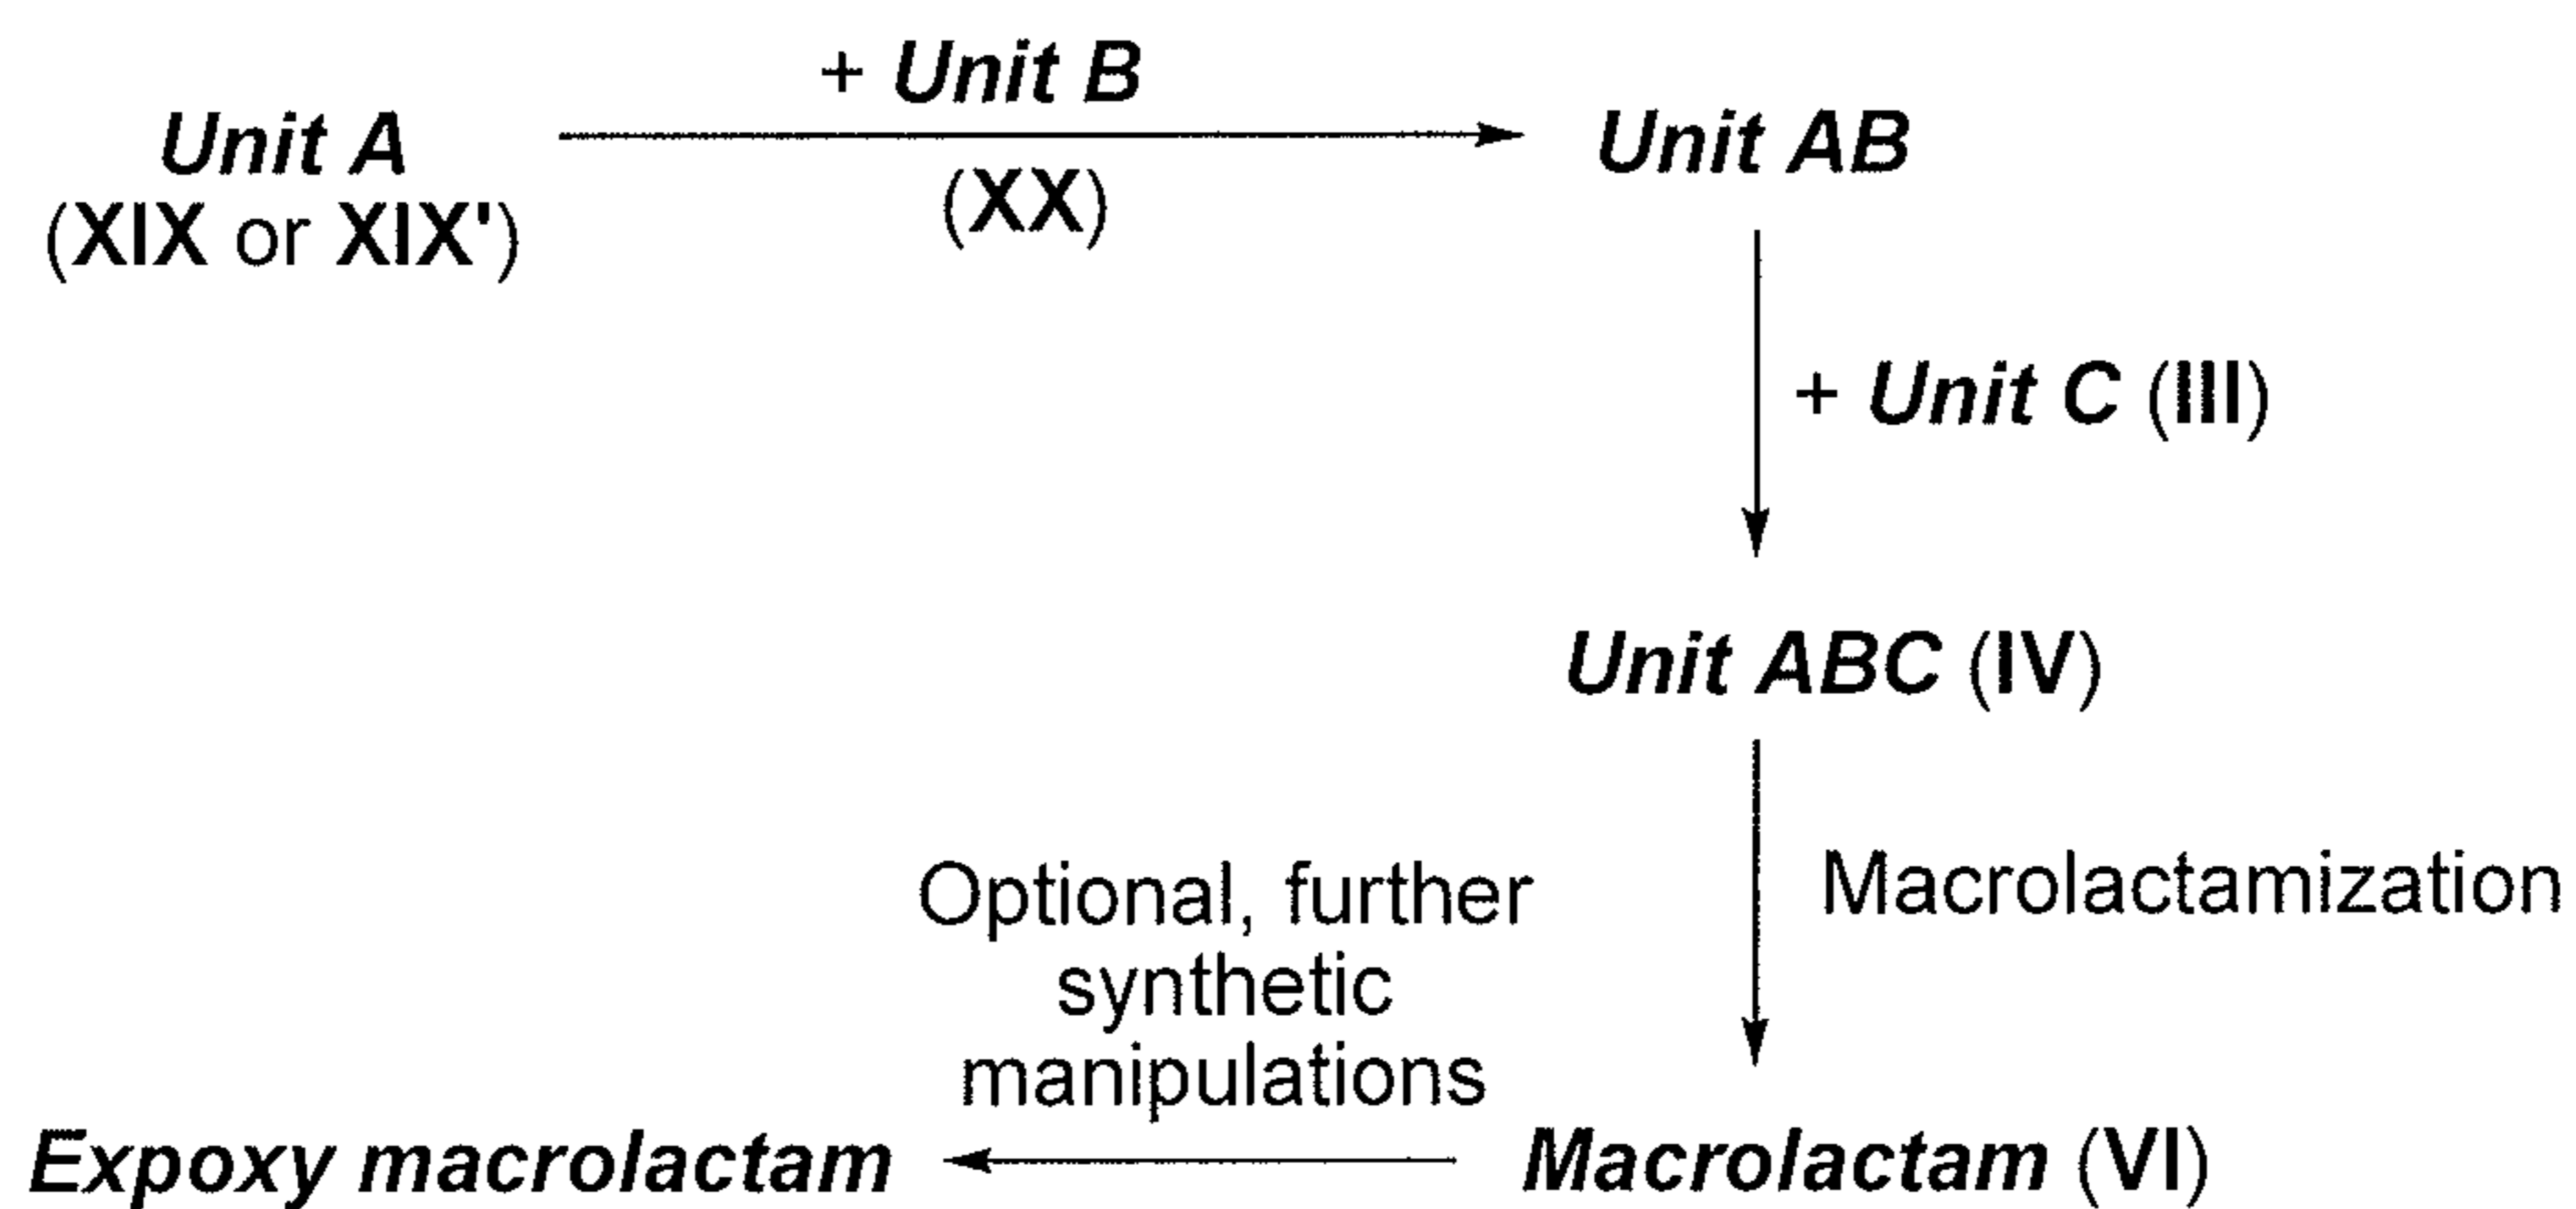 + Unit B
Unit A
Unit AB
(XIX or XIX')
(XX)
+ Unit C (III)
Unit ABC (IV)
Macrolactamization
Optional, further
synthetic
manipulations
Expoxy macrolactam
Macrolactam (VI)